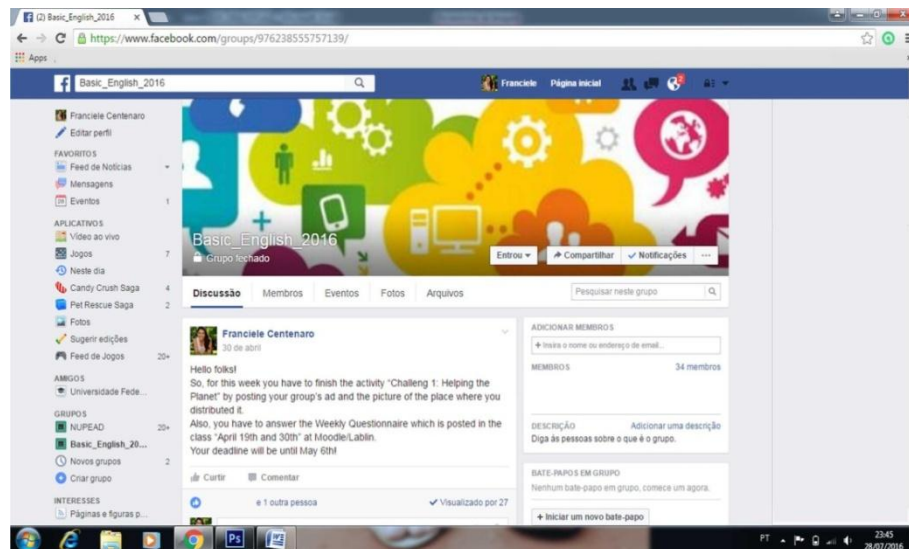 (2) Basic_English_2016
https://www.facebook.com/groups/976238555757139/
Apps
Basic_English_2016
Franciele Página inicial 2
Franciele Centenaro
Editar perfil
FAVORITOS
Feed de Notícias
Mensagens
Eventos 1
APLICATIVOS
Vídeo ao vivo
Jogos 7
Neste dia
Candy Crush Saga 4
Pet Rescue Saga 2
Fotos
Sugerir edições
Feed de Jogos 20+
AMIGOS
Universidade Fede...
GRUPOS
NUPEAD 20+
Basic_English_20...
Novos grupos 2
Criar grupo
INTERESSES
Páginas e figuras p...
Basic_English_2016
Grupo fechado
Entrou Compartilhar Notificações ...
Discussão Membros Eventos Fotos Arquivos
Pesquisar neste grupo
Franciele Centenaro
30 de abril
Hello folks!
So, for this week you have to finish the activity "Challeng 1: Helping the
Planet" by posting your group's ad and the picture of the place where you
distributed it.
Also, you have to answer the Weekly Questionnaire which is posted in the
class "April 19th and 30th" at Moodle/Lablin.
Your deadline will be until May 6th!
Curtir Comentar
e 1 outra pessoa Visualizado por 27
ADICIONAR MEMBROS
+ Insira o nome ou endereço de email...
MEMBROS 34 membros
DESCRIÇÃO Adicionar uma descrição
Diga às pessoas sobre o que é o grupo.
BATE-PAPOS EM GRUPO
Nenhum bate-papo em grupo, comece um agora.
+ Iniciar um novo bate-papo
Ps
PT 23:45
28/07/2016